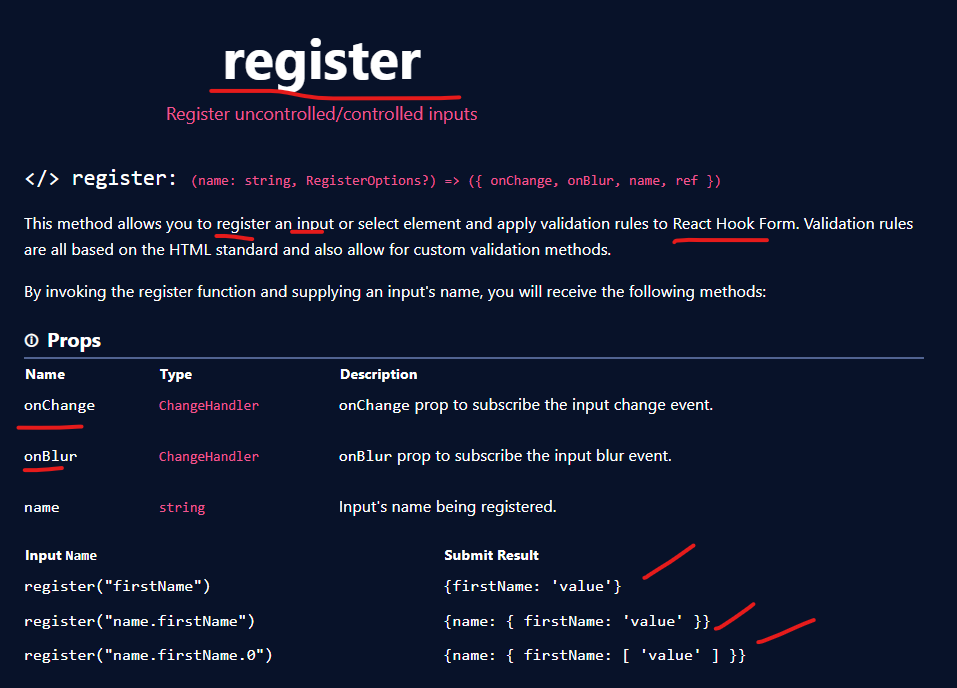 register
Register uncontrolled/controlled inputs
</> register: (name: string, RegisterOptions?) => ({ onChange, onBlur, name, ref })
This method allows you to register an input or select element and apply validation rules to React Hook Form. Validation rules
are all based on the HTML standard and also allow for custom validation methods.
By invoking the register function and supplying an input's name, you will receive the following methods:
Props
Name Type Description
onChange ChangeHandler onChange prop to subscribe the input change event.
onBlur ChangeHandler onBlur prop to subscribe the input blur event.
name string Input's name being registered.
Input Name Submit Result
register("firstName") {firstName: 'value'}
register("name.firstName") {name: { firstName: 'value' }}
register("name.firstName.0") {name: { firstName: [ 'value' ] }}